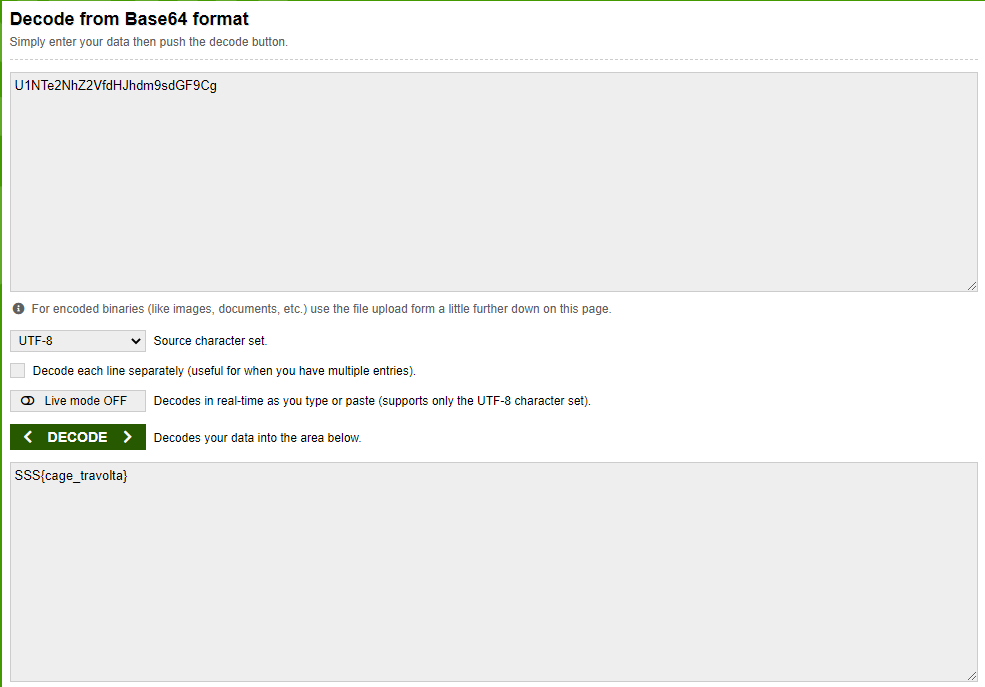 Decode from Base64 format
Simply enter your data then push the decode button.
U1NTe2NhZ2VfdHJhdm9sdGF9Cg
For encoded binaries (like images, documents, etc.) use the file upload form a little further down on this page.
UTF-8 Source character set.
Decode each line separately (useful for when you have multiple entries).
Live mode OFF Decodes in real-time as you type or paste (supports only the UTF-8 character set).
DECODE Decodes your data into the area below.
SSS{cage_travolta}